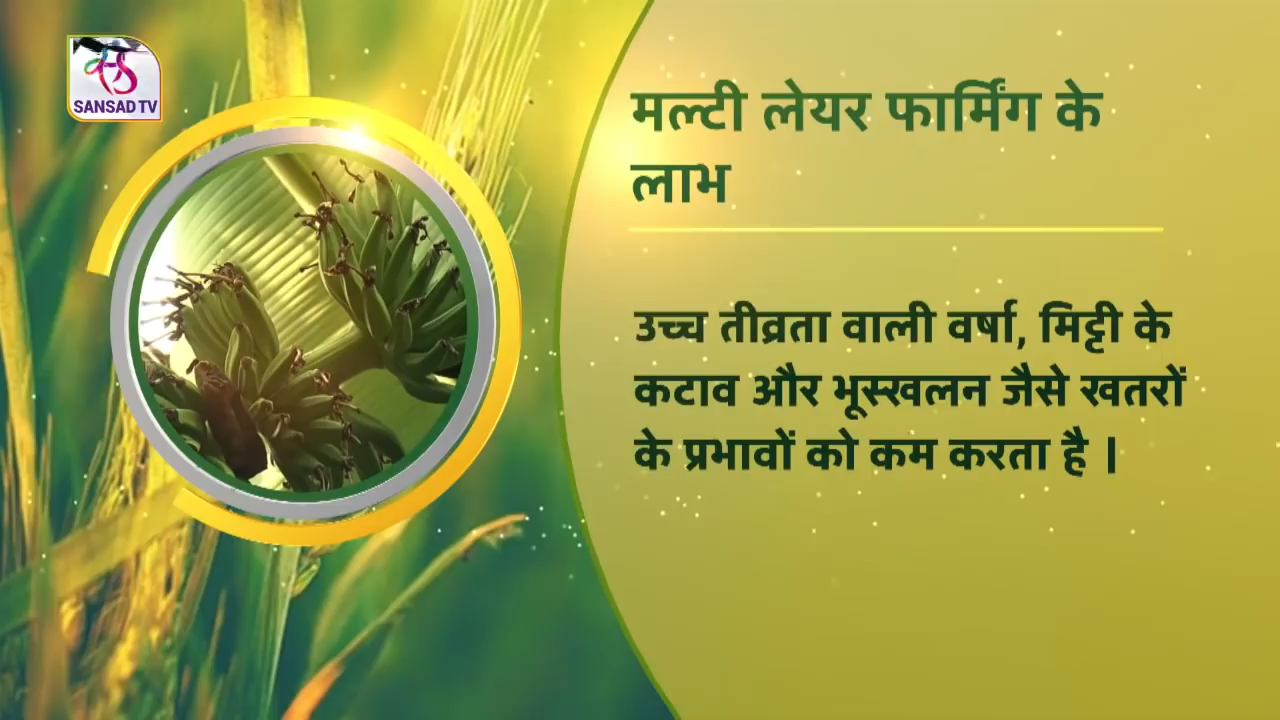 SANSAD TV
मल्टी लेयर फार्मिंग के
लाभ
उच्च तीव्रता वाली वर्षा, मिट्टी के
कटाव और भूस्खलन जैसे खतरों
के प्रभावों को कम करता है ।